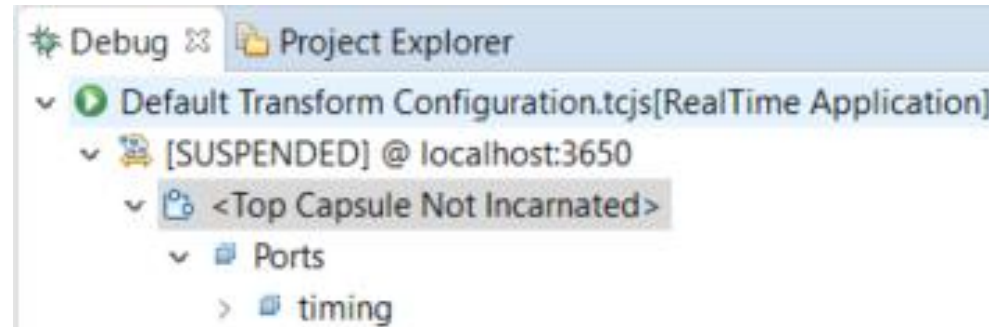 Debug Project Explorer
Default Transform Configuration.tcjs[RealTime Application]
[SUSPENDED] @ localhost:3650
<Top Capsule Not Incarnated>
Ports
timing